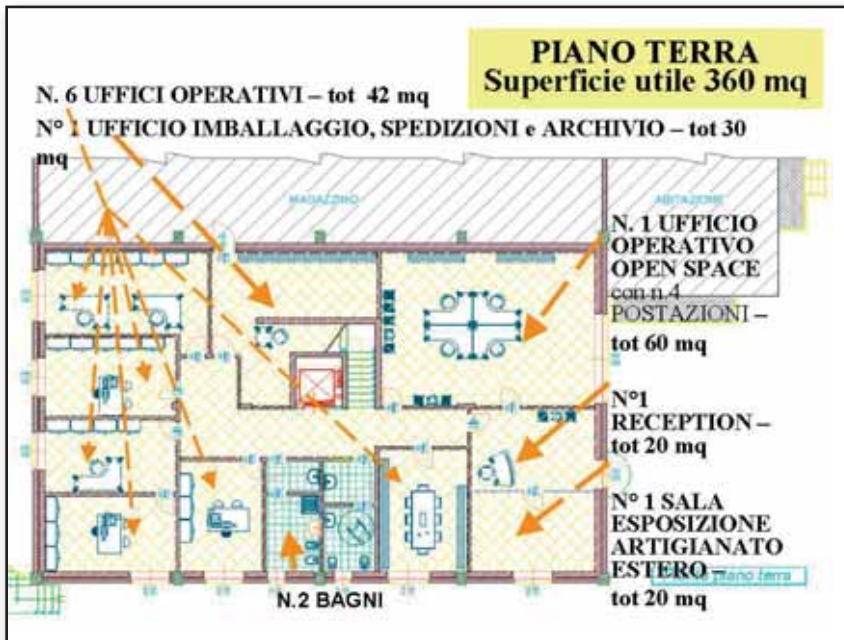 PIANO TERRA
Superficie utile 360 mq
N. 6 UFFICI OPERATIVI – tot 42 mq
N° 1 UFFICIO IMBALLAGGIO, SPEDIZIONI e ARCHIVIO – tot 30
mq
MAGAZZINO
ABITAZIONE
N. 1 UFFICIO
OPERATIVO
OPEN SPACE
con n.4
POSTAZIONI –
tot 60 mq
N°1
RECEPTION –
tot 20 mq
N° 1 SALA
ESPOSIZIONE
ARTIGIANATO
ESTERO –
piano terra
tot 20 mq
N.2 BAGNI